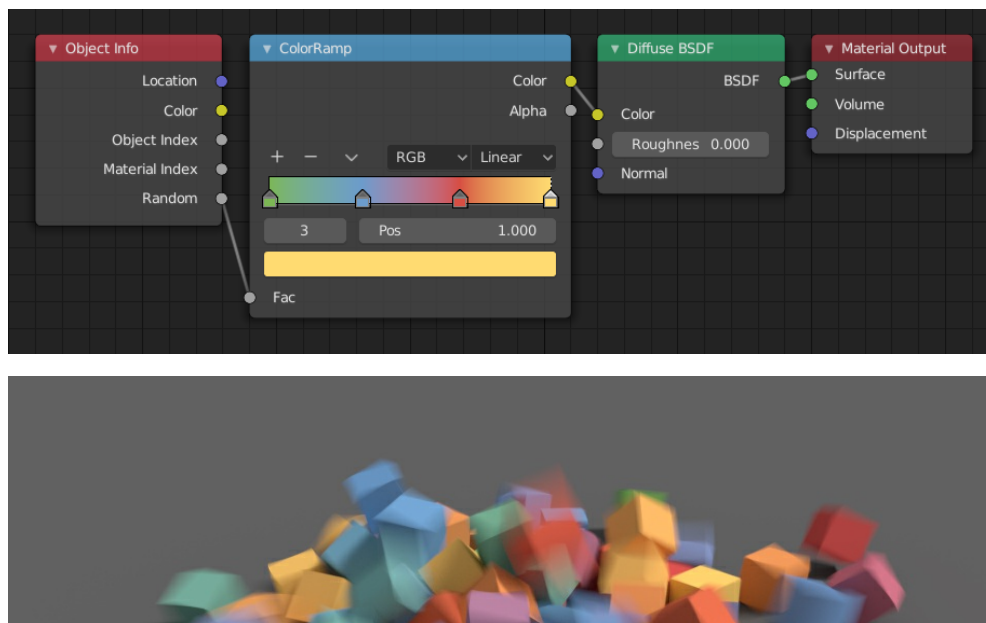 Object Info
Location
Color
Object Index
Material Index
Random
ColorRamp
Color
Alpha
RGB Linear
3 Pos 1.000
Fac
Diffuse BSDF
BSDF
Color
Roughnes 0.000
Normal
Material Output
Surface
Volume
Displacement